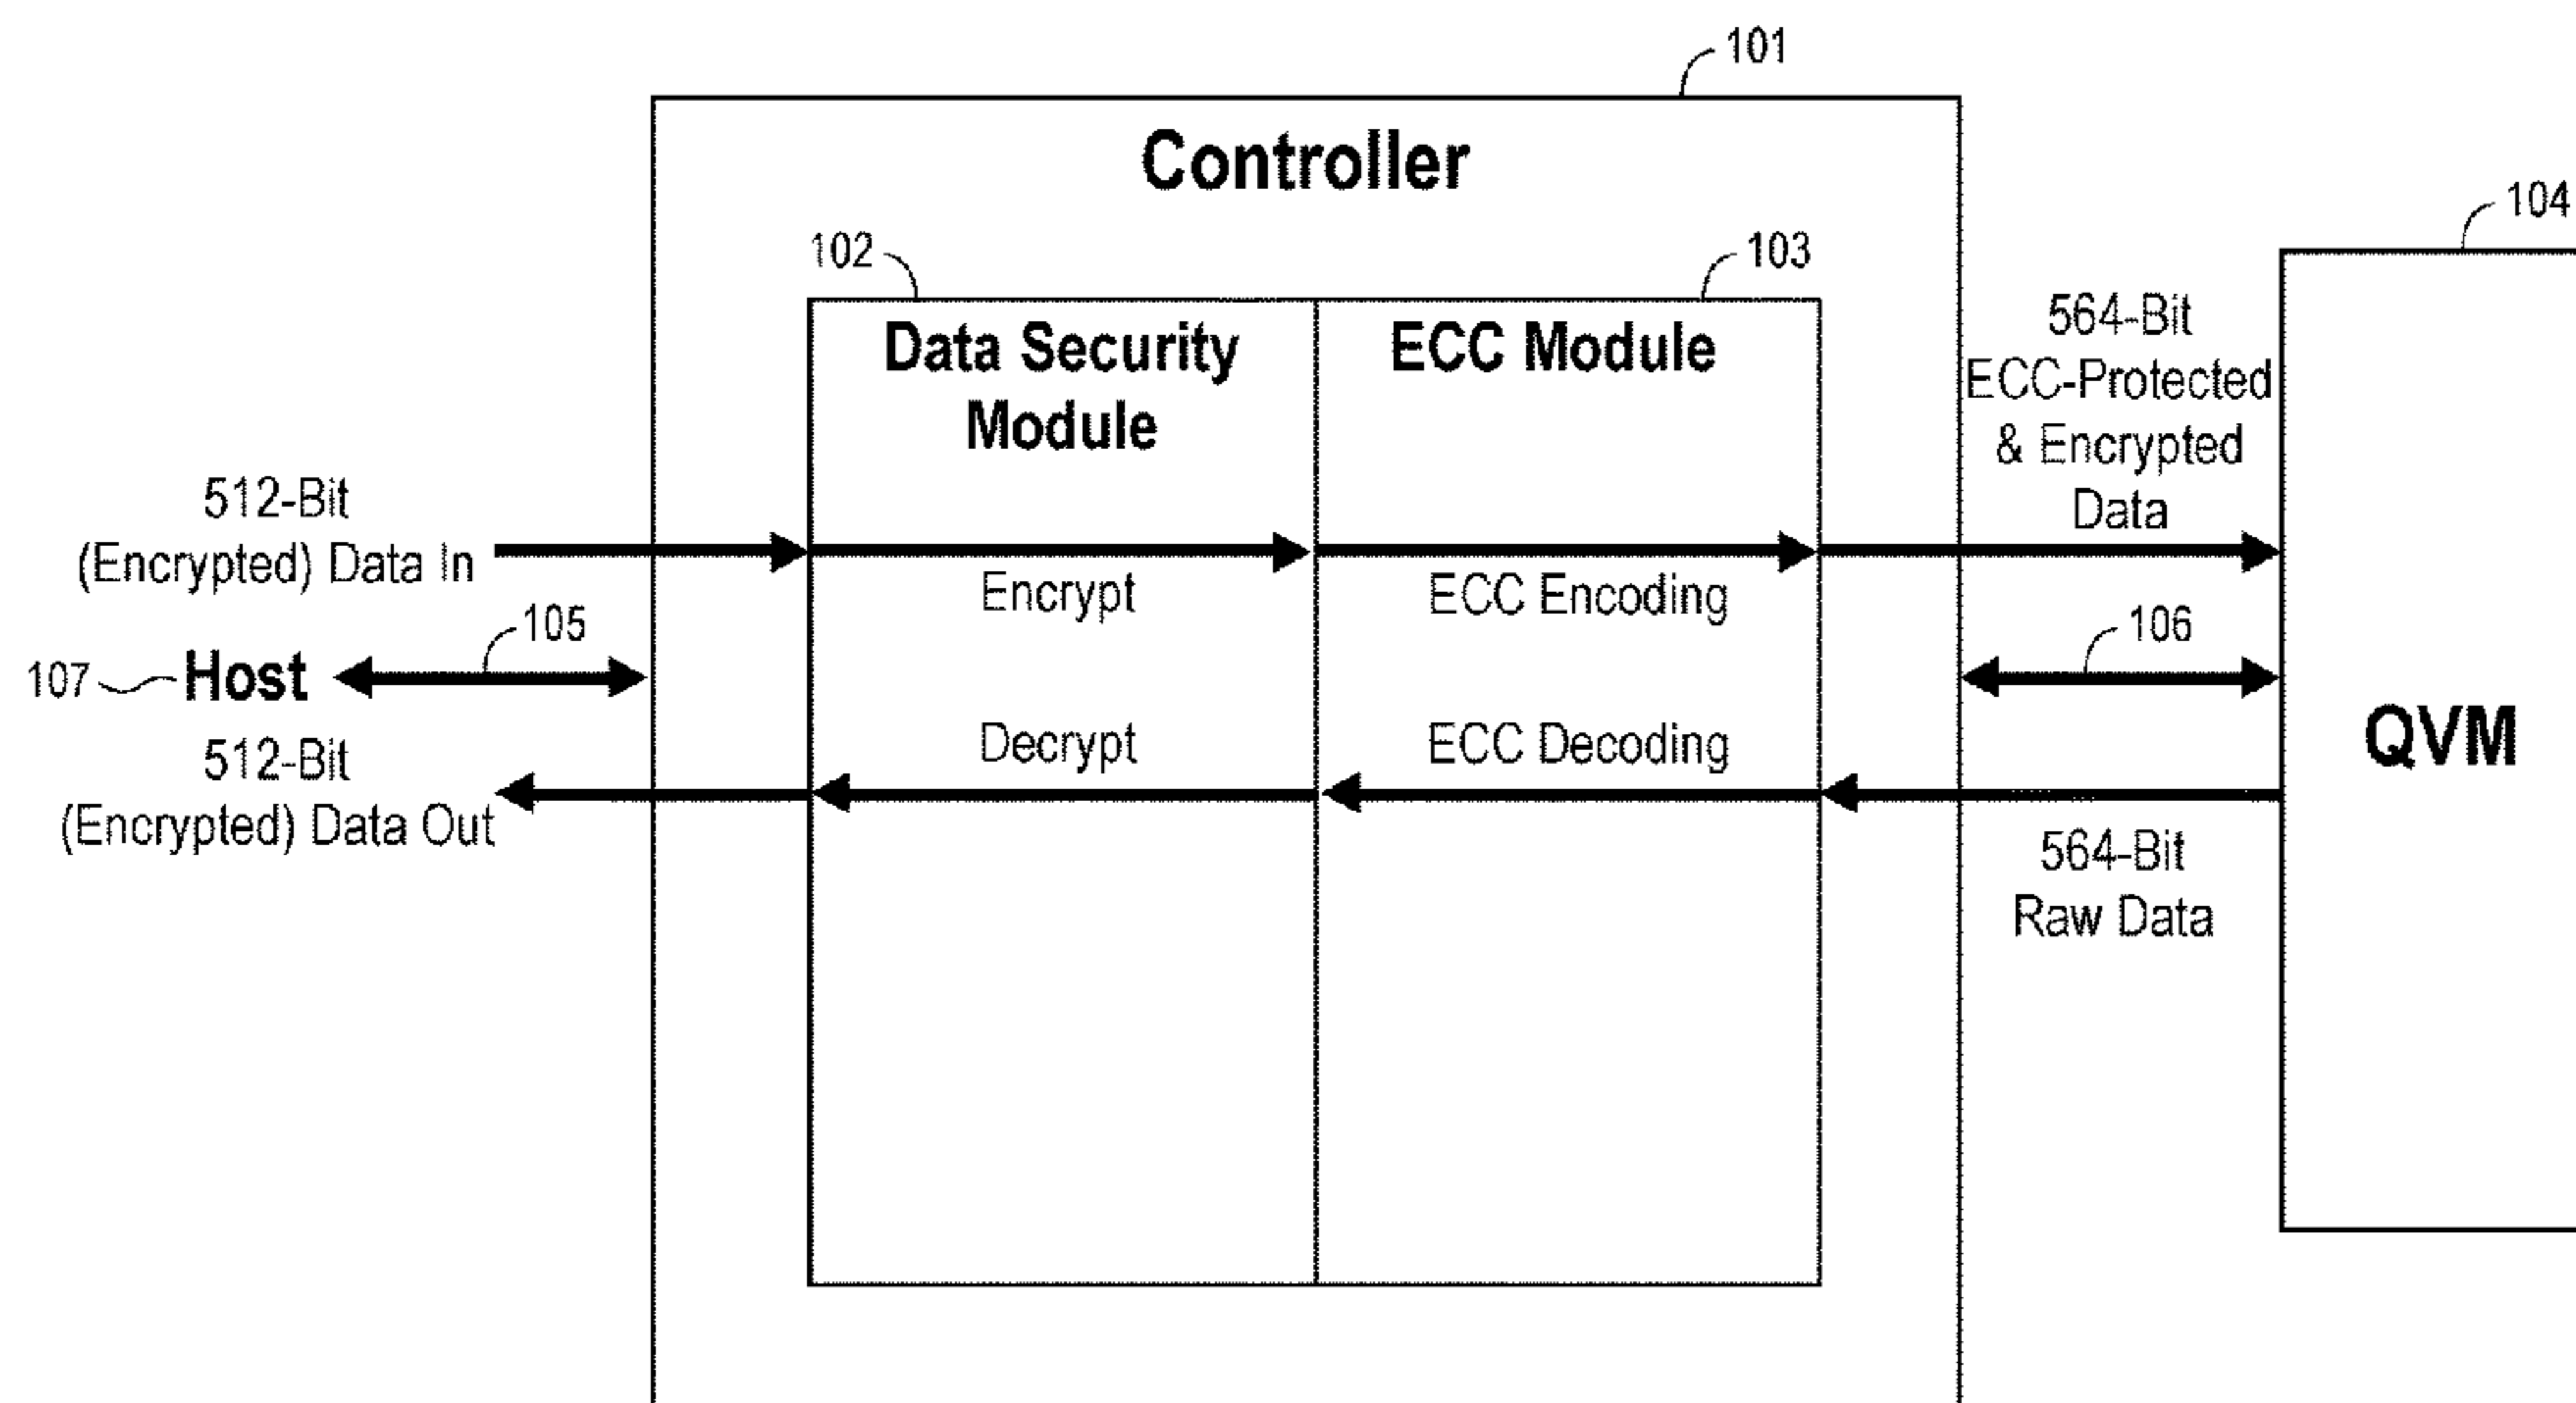 101
Controller
104
102
103
Data Security
Module
ECC Module
564-Bit
ECC-Protected
& Encrypted
Data
512-Bit
(Encrypted) Data In
Encrypt
ECC Encoding
105
106
107
Host
QVM
512-Bit
(Encrypted) Data Out
Decrypt
ECC Decoding
564-Bit
Raw Data